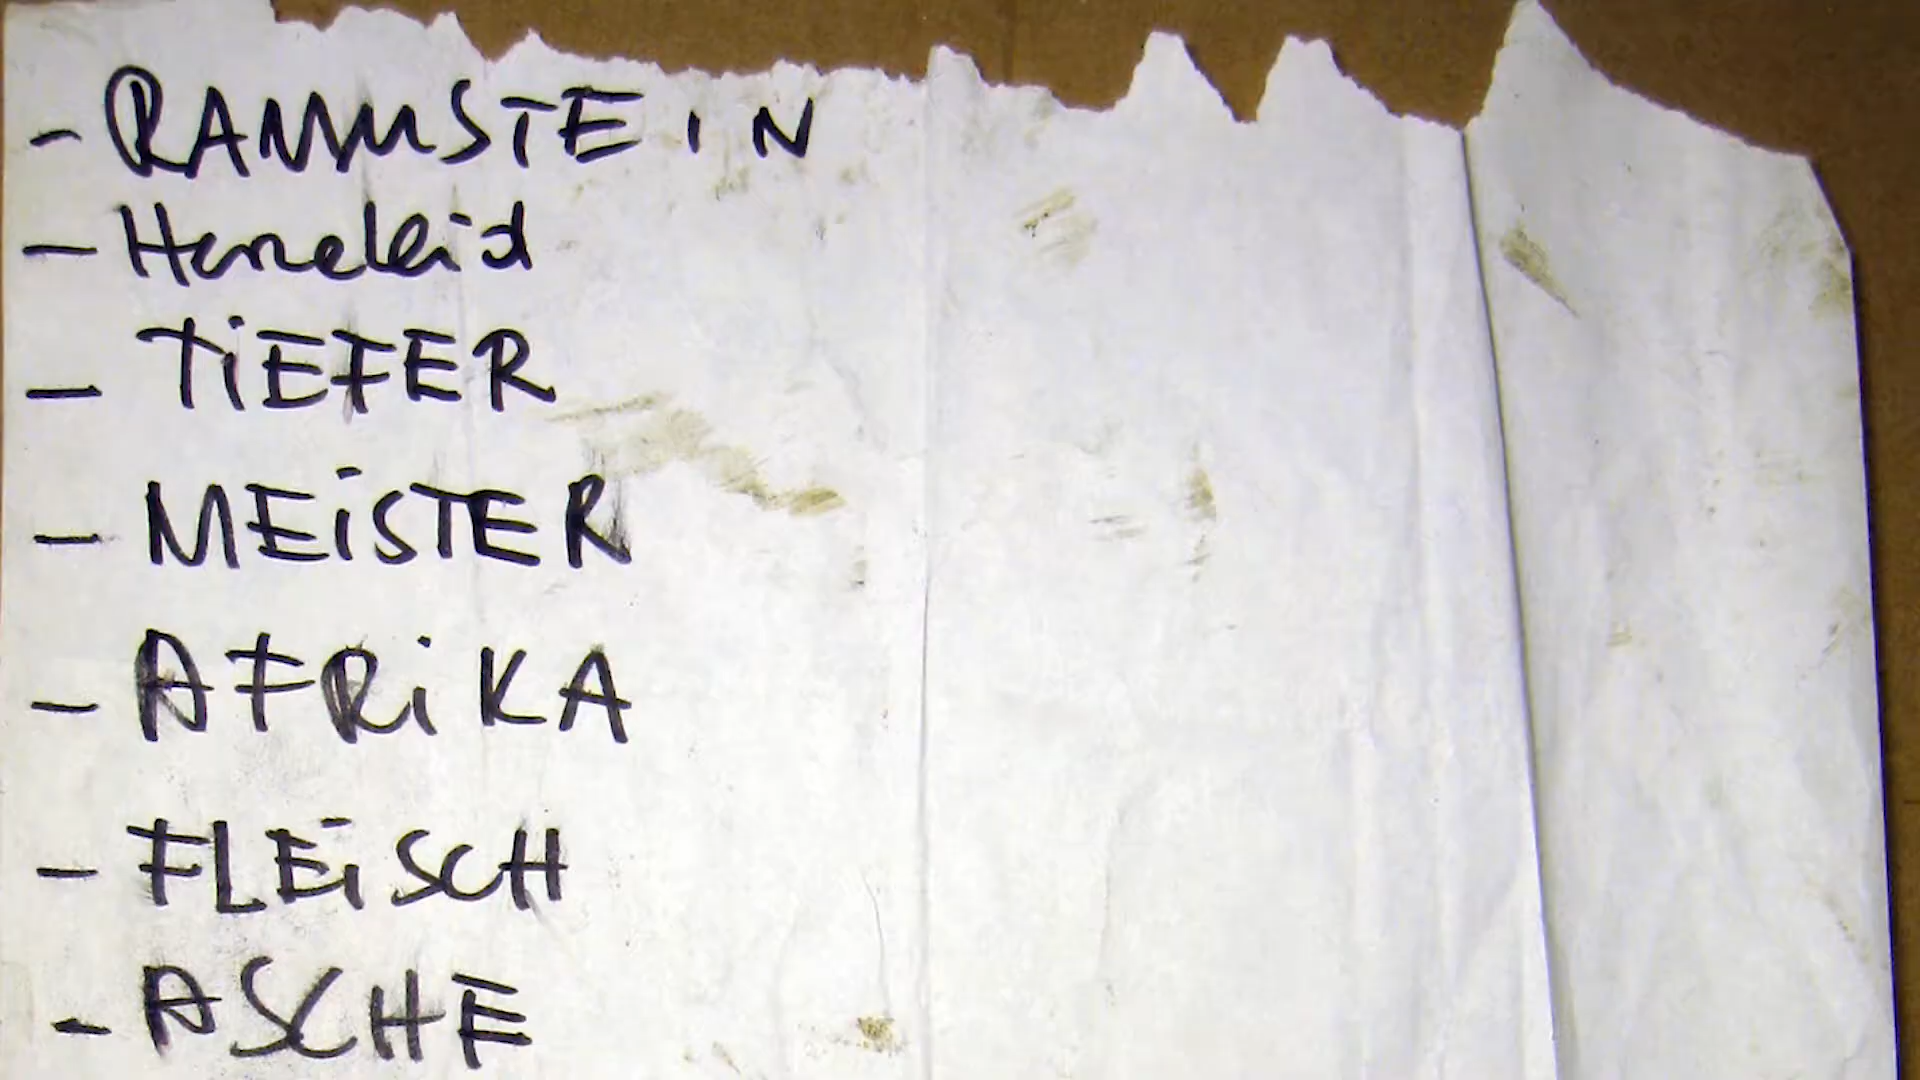 - RAMMSTEIN
- Herzeleid
- TIEFER
- MEiSTER
- AFRiKA
- FLEiSCH
- ASCHE